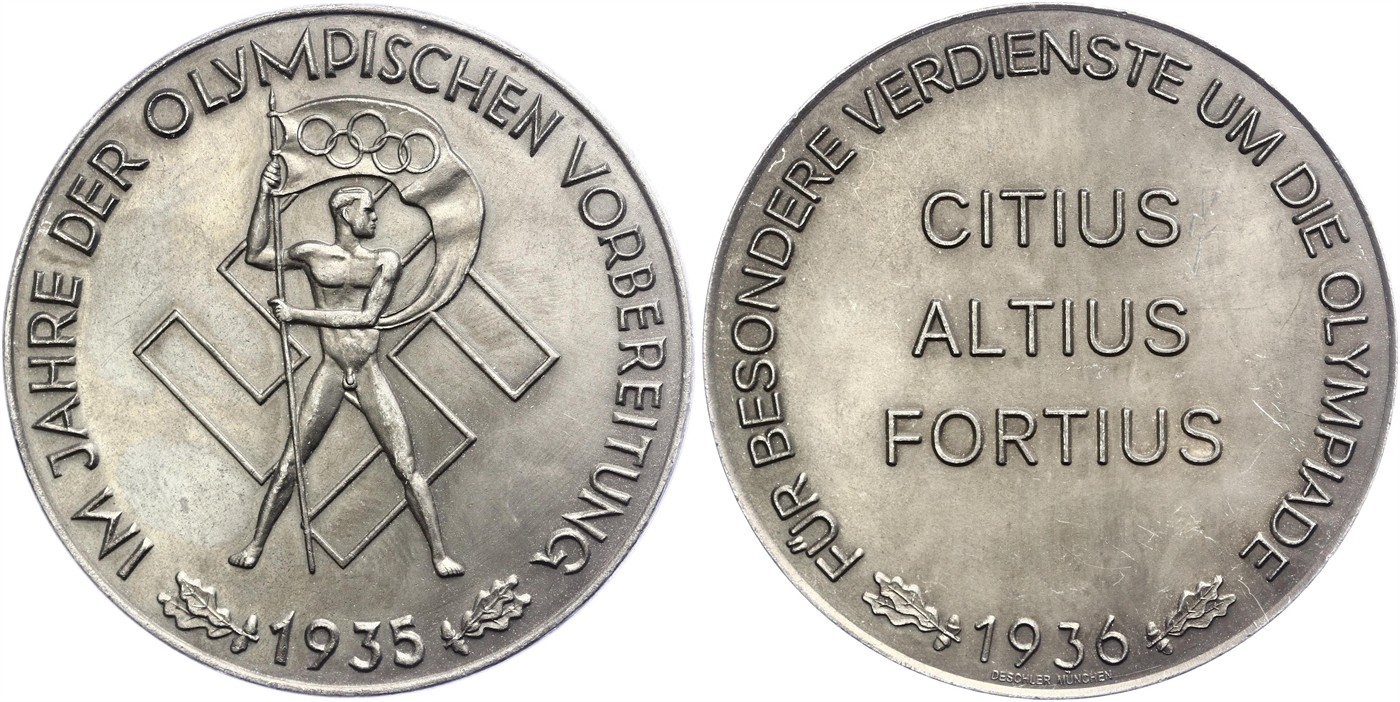 IM JAHRE DER OLYMPISCHEN VORBEREITUNG
1935
FÜR BESONDERE VERDIENSTE UM DIE OLYMPIADE
CITIUS
ALTIUS
FORTIUS
1936
DESCHLER MÜNCHEN